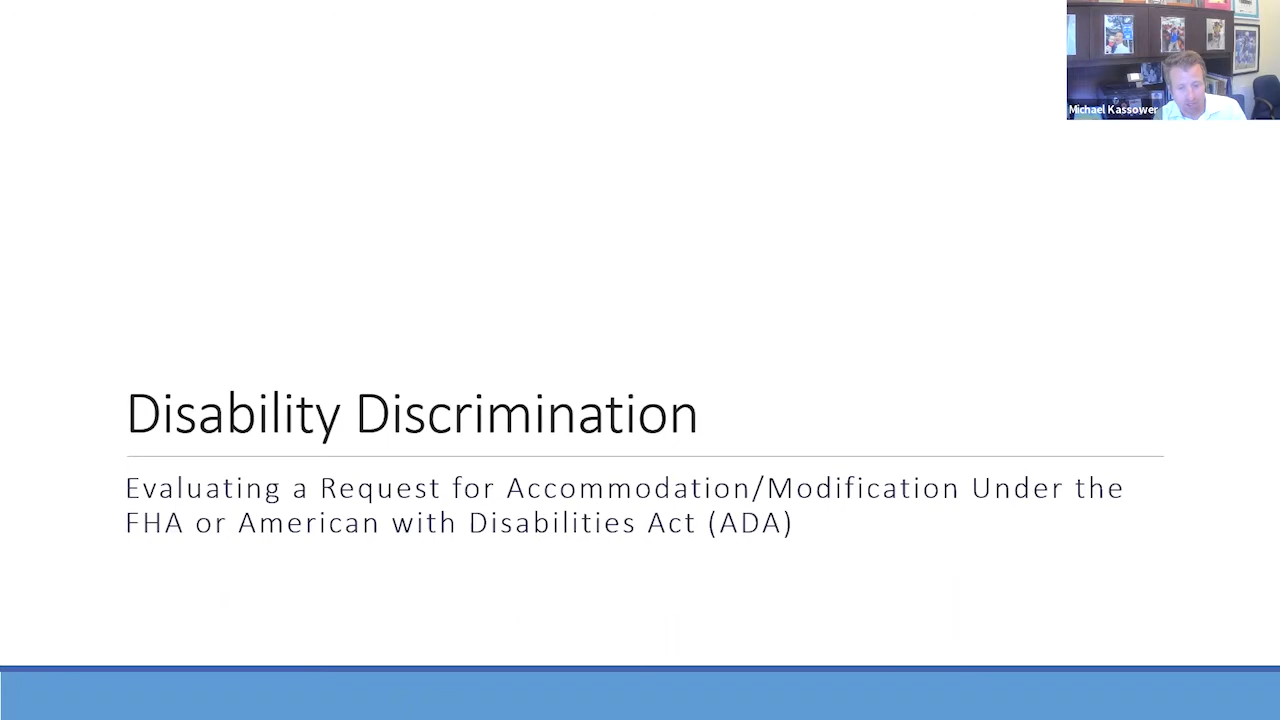 Michael Kassower
Disability Discrimination
Evaluating a Request for Accommodation/Modification Under the
FHA or American with Disabilities Act (ADA)